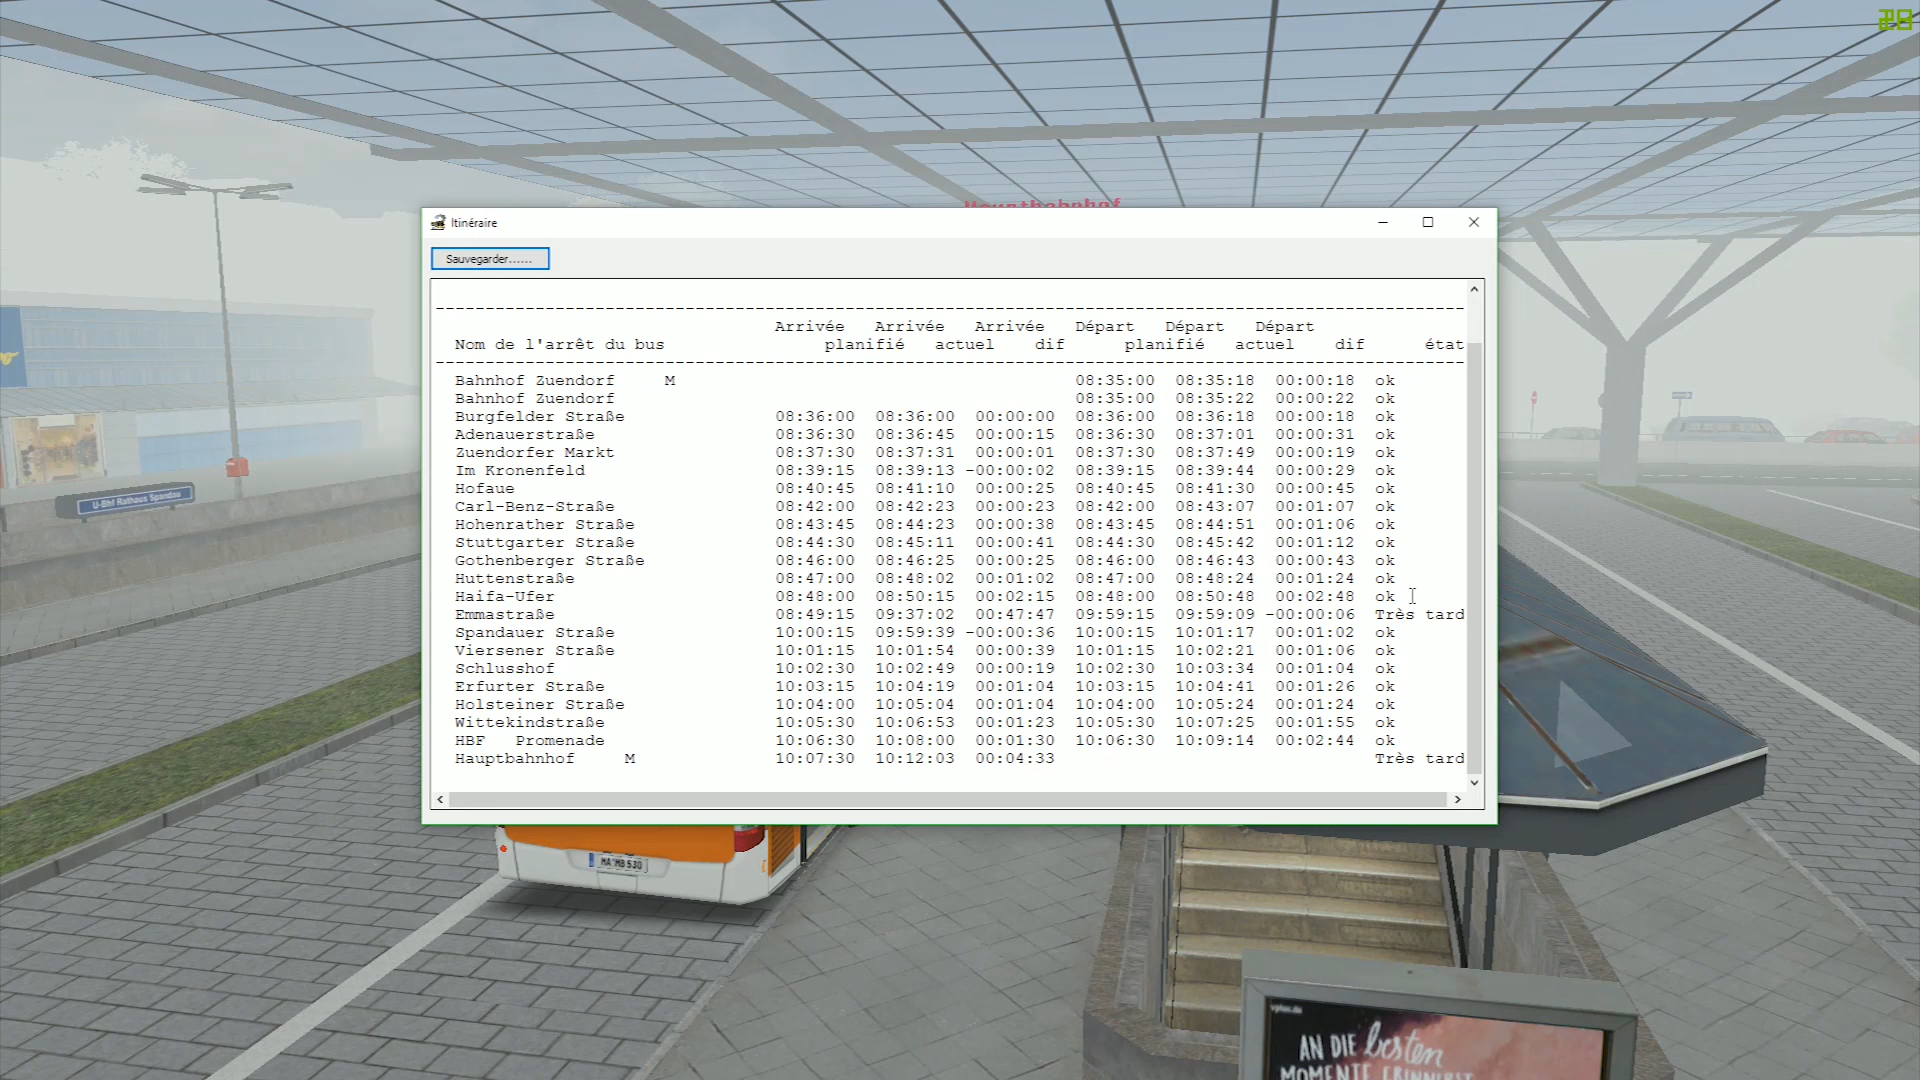 28
Hauptbahnhof
Itinéraire
Sauvegarder......
Arrivée Arrivée Arrivée Départ Départ Départ
Nom de l'arrêt du bus planifié actuel dif planifié actuel dif état
Bahnhof Zuendorf M 08:35:00 08:35:18 00:00:18 ok
Bahnhof Zuendorf 08:35:00 08:35:22 00:00:22 ok
Burgfelder Straße 08:36:00 08:36:00 00:00:00 08:36:00 08:36:18 00:00:18 ok
Adenauerstraße 08:36:30 08:36:45 00:00:15 08:36:30 08:37:01 00:00:31 ok
Zuendorfer Markt 08:37:30 08:37:31 00:00:01 08:37:30 08:37:49 00:00:19 ok
Im Kronenfeld 08:39:15 08:39:13 -00:00:02 08:39:15 08:39:44 00:00:29 ok
Hofaue 08:40:45 08:41:10 00:00:25 08:40:45 08:41:30 00:00:45 ok
Carl-Benz-Straße 08:42:00 08:42:23 00:00:23 08:42:00 08:43:07 00:01:07 ok
Hohenrather Straße 08:43:45 08:44:23 00:00:38 08:43:45 08:44:51 00:01:06 ok
Stuttgarter Straße 08:44:30 08:45:11 00:00:41 08:44:30 08:45:42 00:01:12 ok
Gothenberger Straße 08:46:00 08:46:25 00:00:25 08:46:00 08:46:43 00:00:43 ok
Huttenstraße 08:47:00 08:48:02 00:01:02 08:47:00 08:48:24 00:01:24 ok
Haifa-Ufer 08:48:00 08:50:15 00:02:15 08:48:00 08:50:48 00:02:48 ok
Emmastraße 08:49:15 09:37:02 00:47:47 09:59:15 09:59:09 -00:00:06 Très tard
Spandauer Straße 10:00:15 09:59:39 -00:00:36 10:00:15 10:01:17 00:01:02 ok
Viersener Straße 10:01:15 10:01:54 00:00:39 10:01:15 10:02:21 00:01:06 ok
Schlusshof 10:02:30 10:02:49 00:00:19 10:02:30 10:03:34 00:01:04 ok
Erfurter Straße 10:03:15 10:04:19 00:01:04 10:03:15 10:04:41 00:01:26 ok
Holsteiner Straße 10:04:00 10:05:04 00:01:04 10:04:00 10:05:24 00:01:24 ok
Wittekindstraße 10:05:30 10:06:53 00:01:23 10:05:30 10:07:25 00:01:55 ok
HBF Promenade 10:06:30 10:08:00 00:01:30 10:06:30 10:09:14 00:02:44 ok
Hauptbahnhof M 10:07:30 10:12:03 00:04:33 Très tard
U-Bhf Rathaus Spandau
MA MB 530
AN DIE besten
MOMENTE ERINNERST